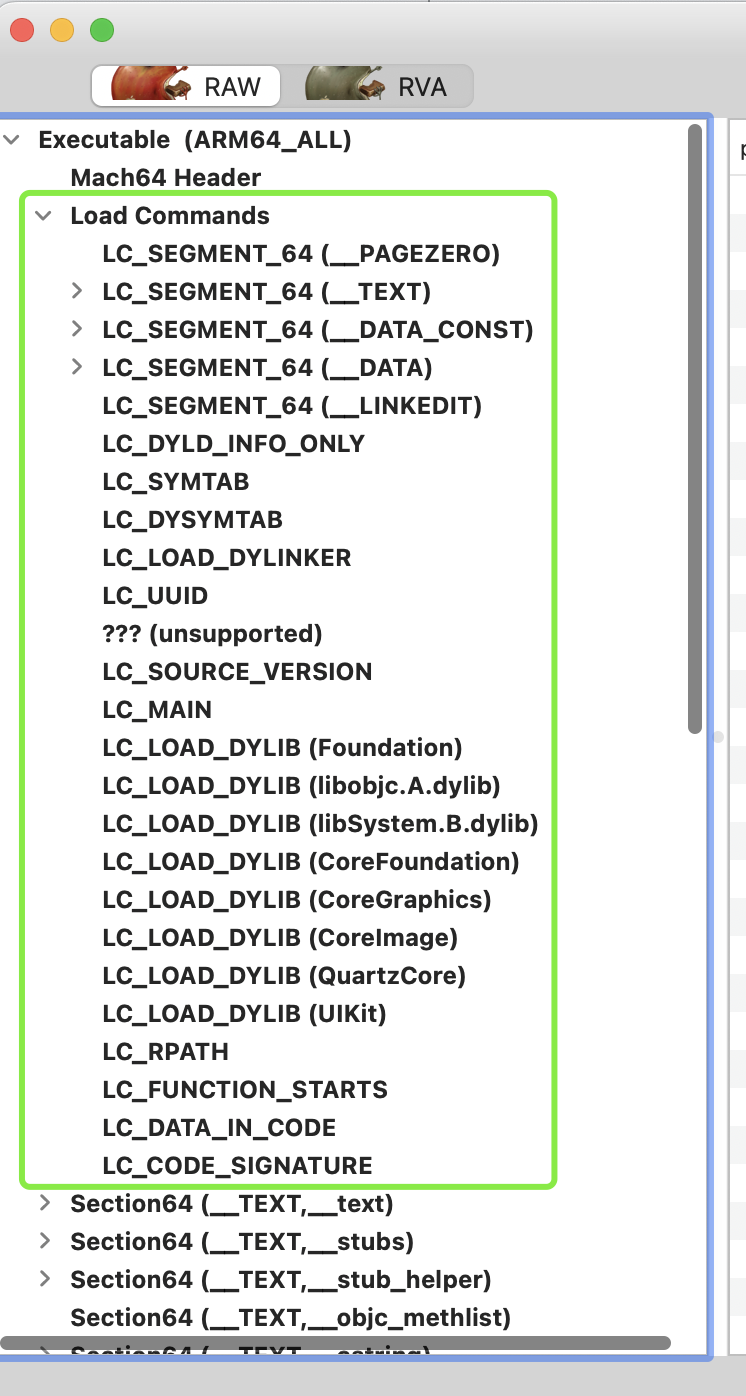 RAW RVA
Executable (ARM64_ALL)
Mach64 Header
Load Commands
LC_SEGMENT_64 (__PAGEZERO)
LC_SEGMENT_64 (__TEXT)
LC_SEGMENT_64 (__DATA_CONST)
LC_SEGMENT_64 (__DATA)
LC_SEGMENT_64 (__LINKEDIT)
LC_DYLD_INFO_ONLY
LC_SYMTAB
LC_DYSYMTAB
LC_LOAD_DYLINKER
LC_UUID
??? (unsupported)
LC_SOURCE_VERSION
LC_MAIN
LC_LOAD_DYLIB (Foundation)
LC_LOAD_DYLIB (libobjc.A.dylib)
LC_LOAD_DYLIB (libSystem.B.dylib)
LC_LOAD_DYLIB (CoreFoundation)
LC_LOAD_DYLIB (CoreGraphics)
LC_LOAD_DYLIB (CoreImage)
LC_LOAD_DYLIB (QuartzCore)
LC_LOAD_DYLIB (UIKit)
LC_RPATH
LC_FUNCTION_STARTS
LC_DATA_IN_CODE
LC_CODE_SIGNATURE
Section64 (__TEXT,__text)
Section64 (__TEXT,__stubs)
Section64 (__TEXT,__stub_helper)
Section64 (__TEXT,__objc_methlist)